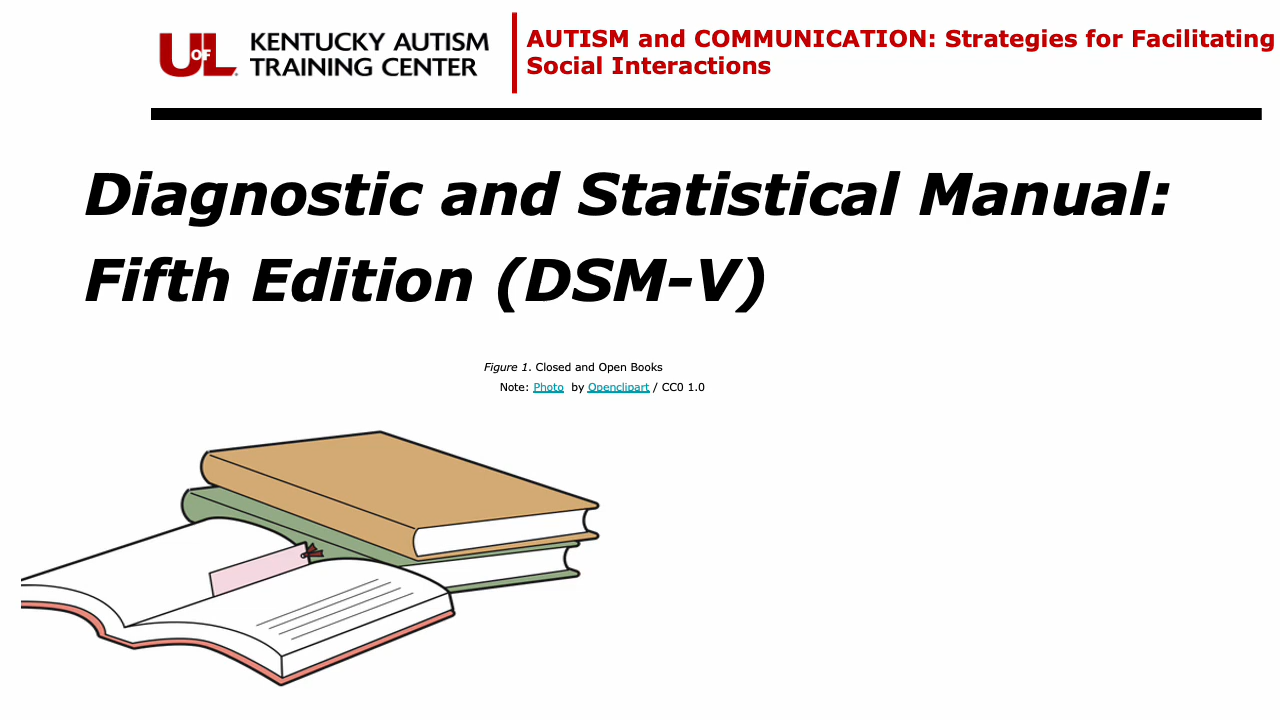 UofL KENTUCKY AUTISM
TRAINING CENTER
AUTISM and COMMUNICATION: Strategies for Facilitating
Social Interactions
Diagnostic and Statistical Manual:
Fifth Edition (DSM-V)
Figure 1. Closed and Open Books
Note: Photo by Openclipart / CC0 1.0